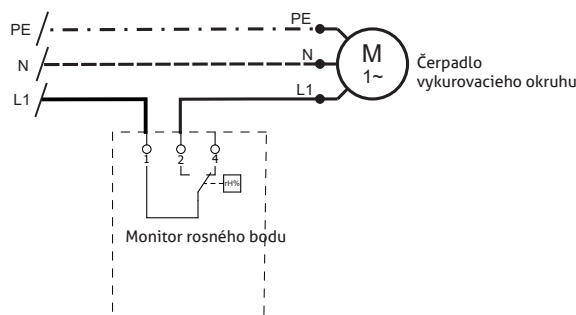 PE
PE
N
N
L1
L1
M
1~
Čerpadlo
vykurovacieho okruhu
1
2
4
rH%
Monitor rosného bodu